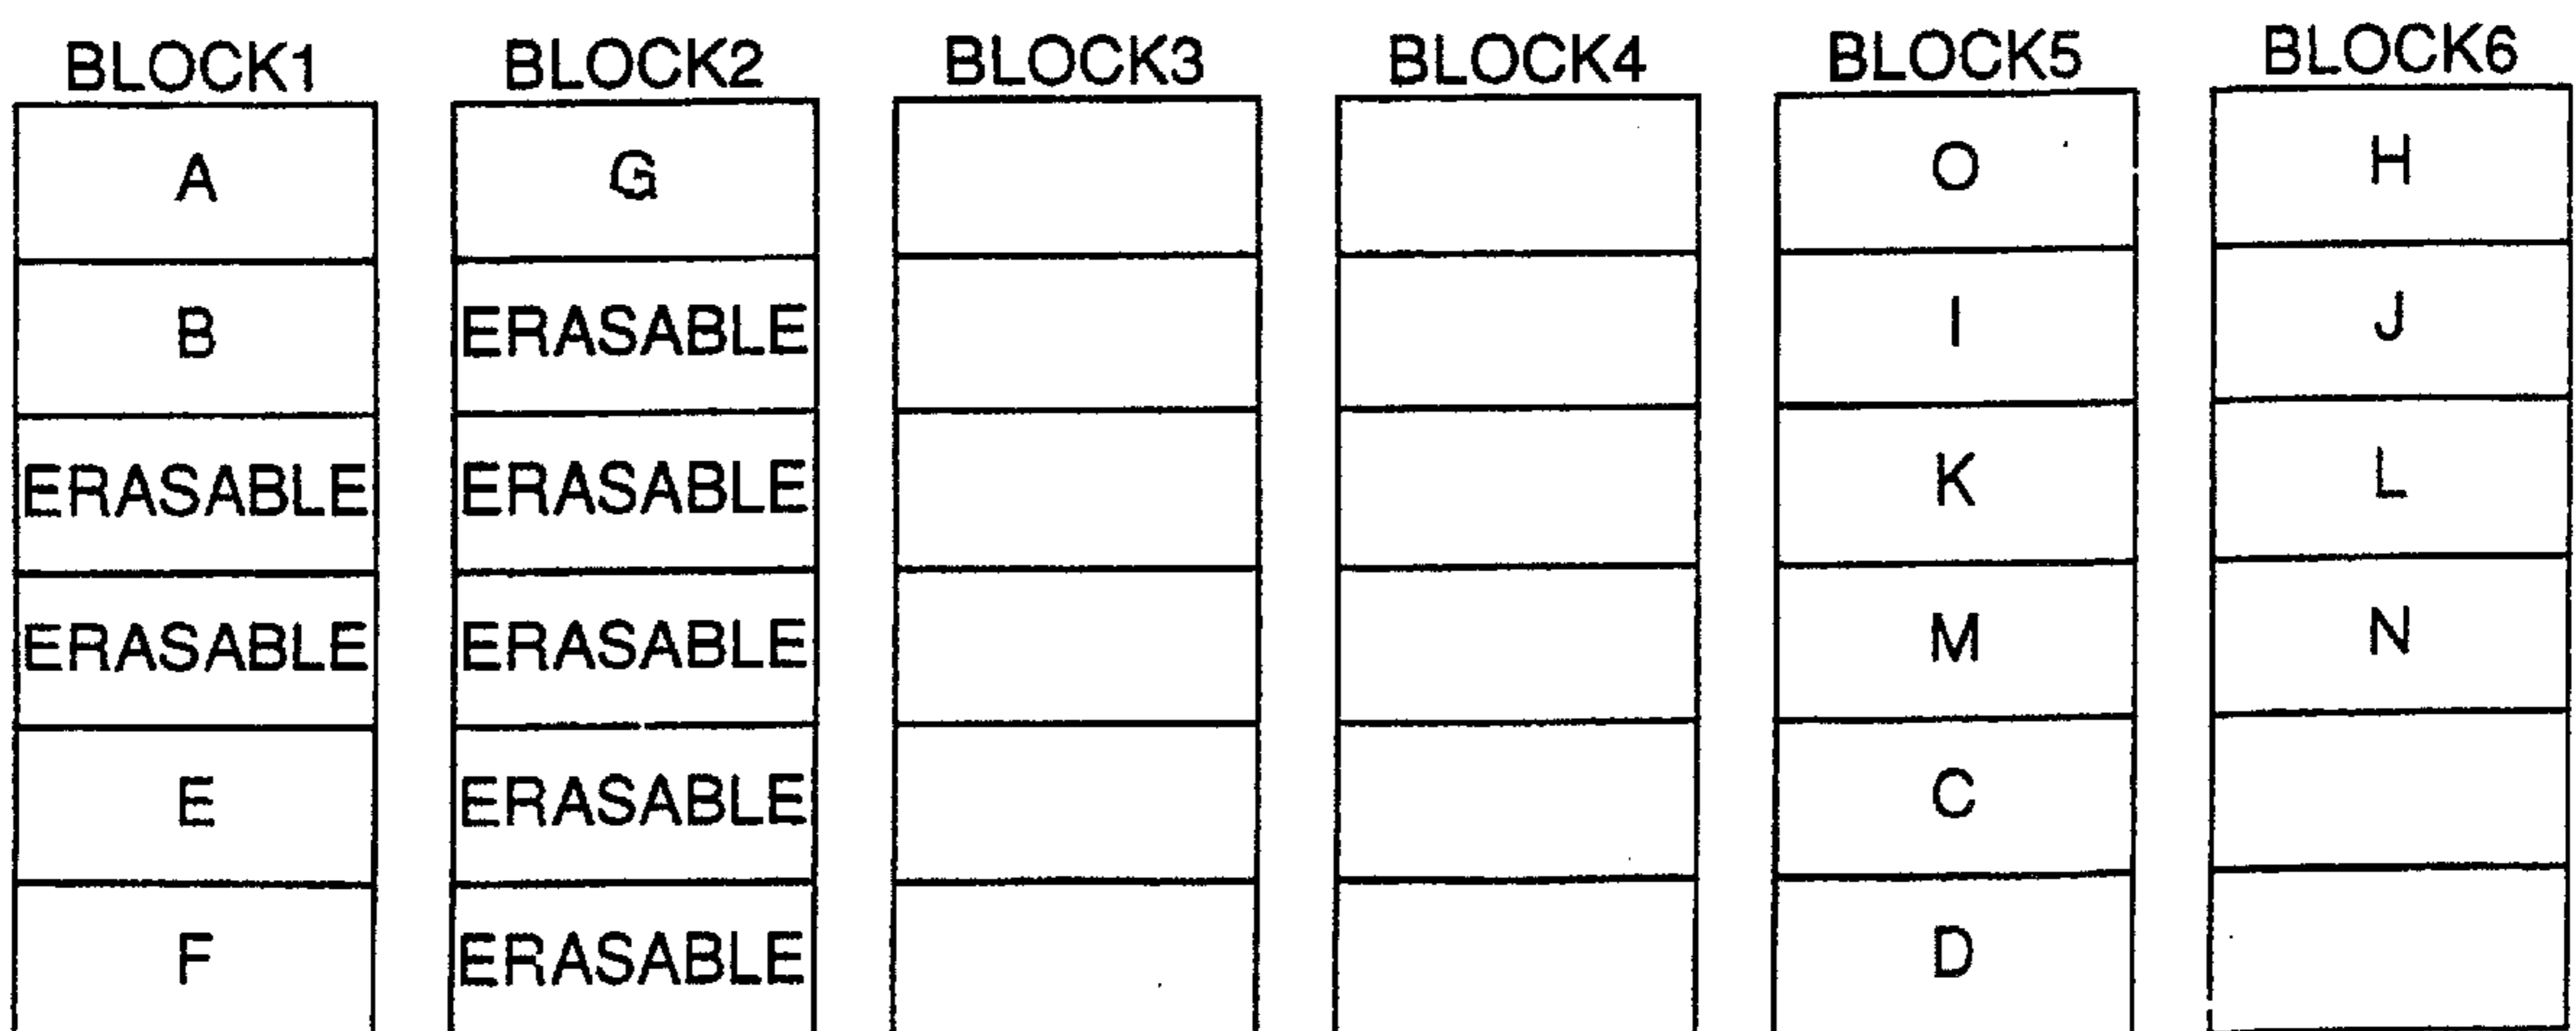 BLOCK1 BLOCK2 BLOCK3 BLOCK4 BLOCK5 BLOCK6
A G O H
B ERASABLE I J
ERASABLE ERASABLE K L
ERASABLE ERASABLE M N
E ERASABLE C
F ERASABLE D